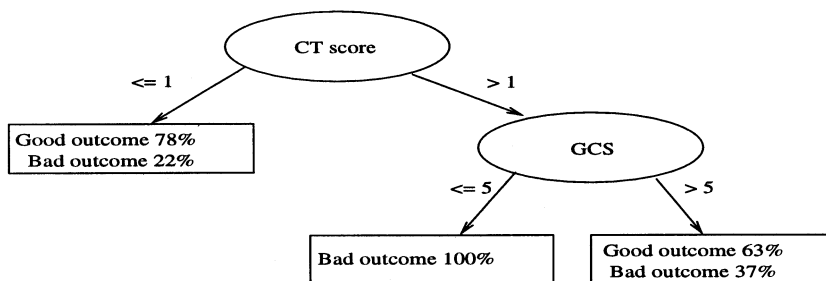 CT score
<= 1
> 1
Good outcome 78%
Bad outcome 22%
GCS
<= 5
> 5
Bad outcome 100%
Good outcome 63%
Bad outcome 37%